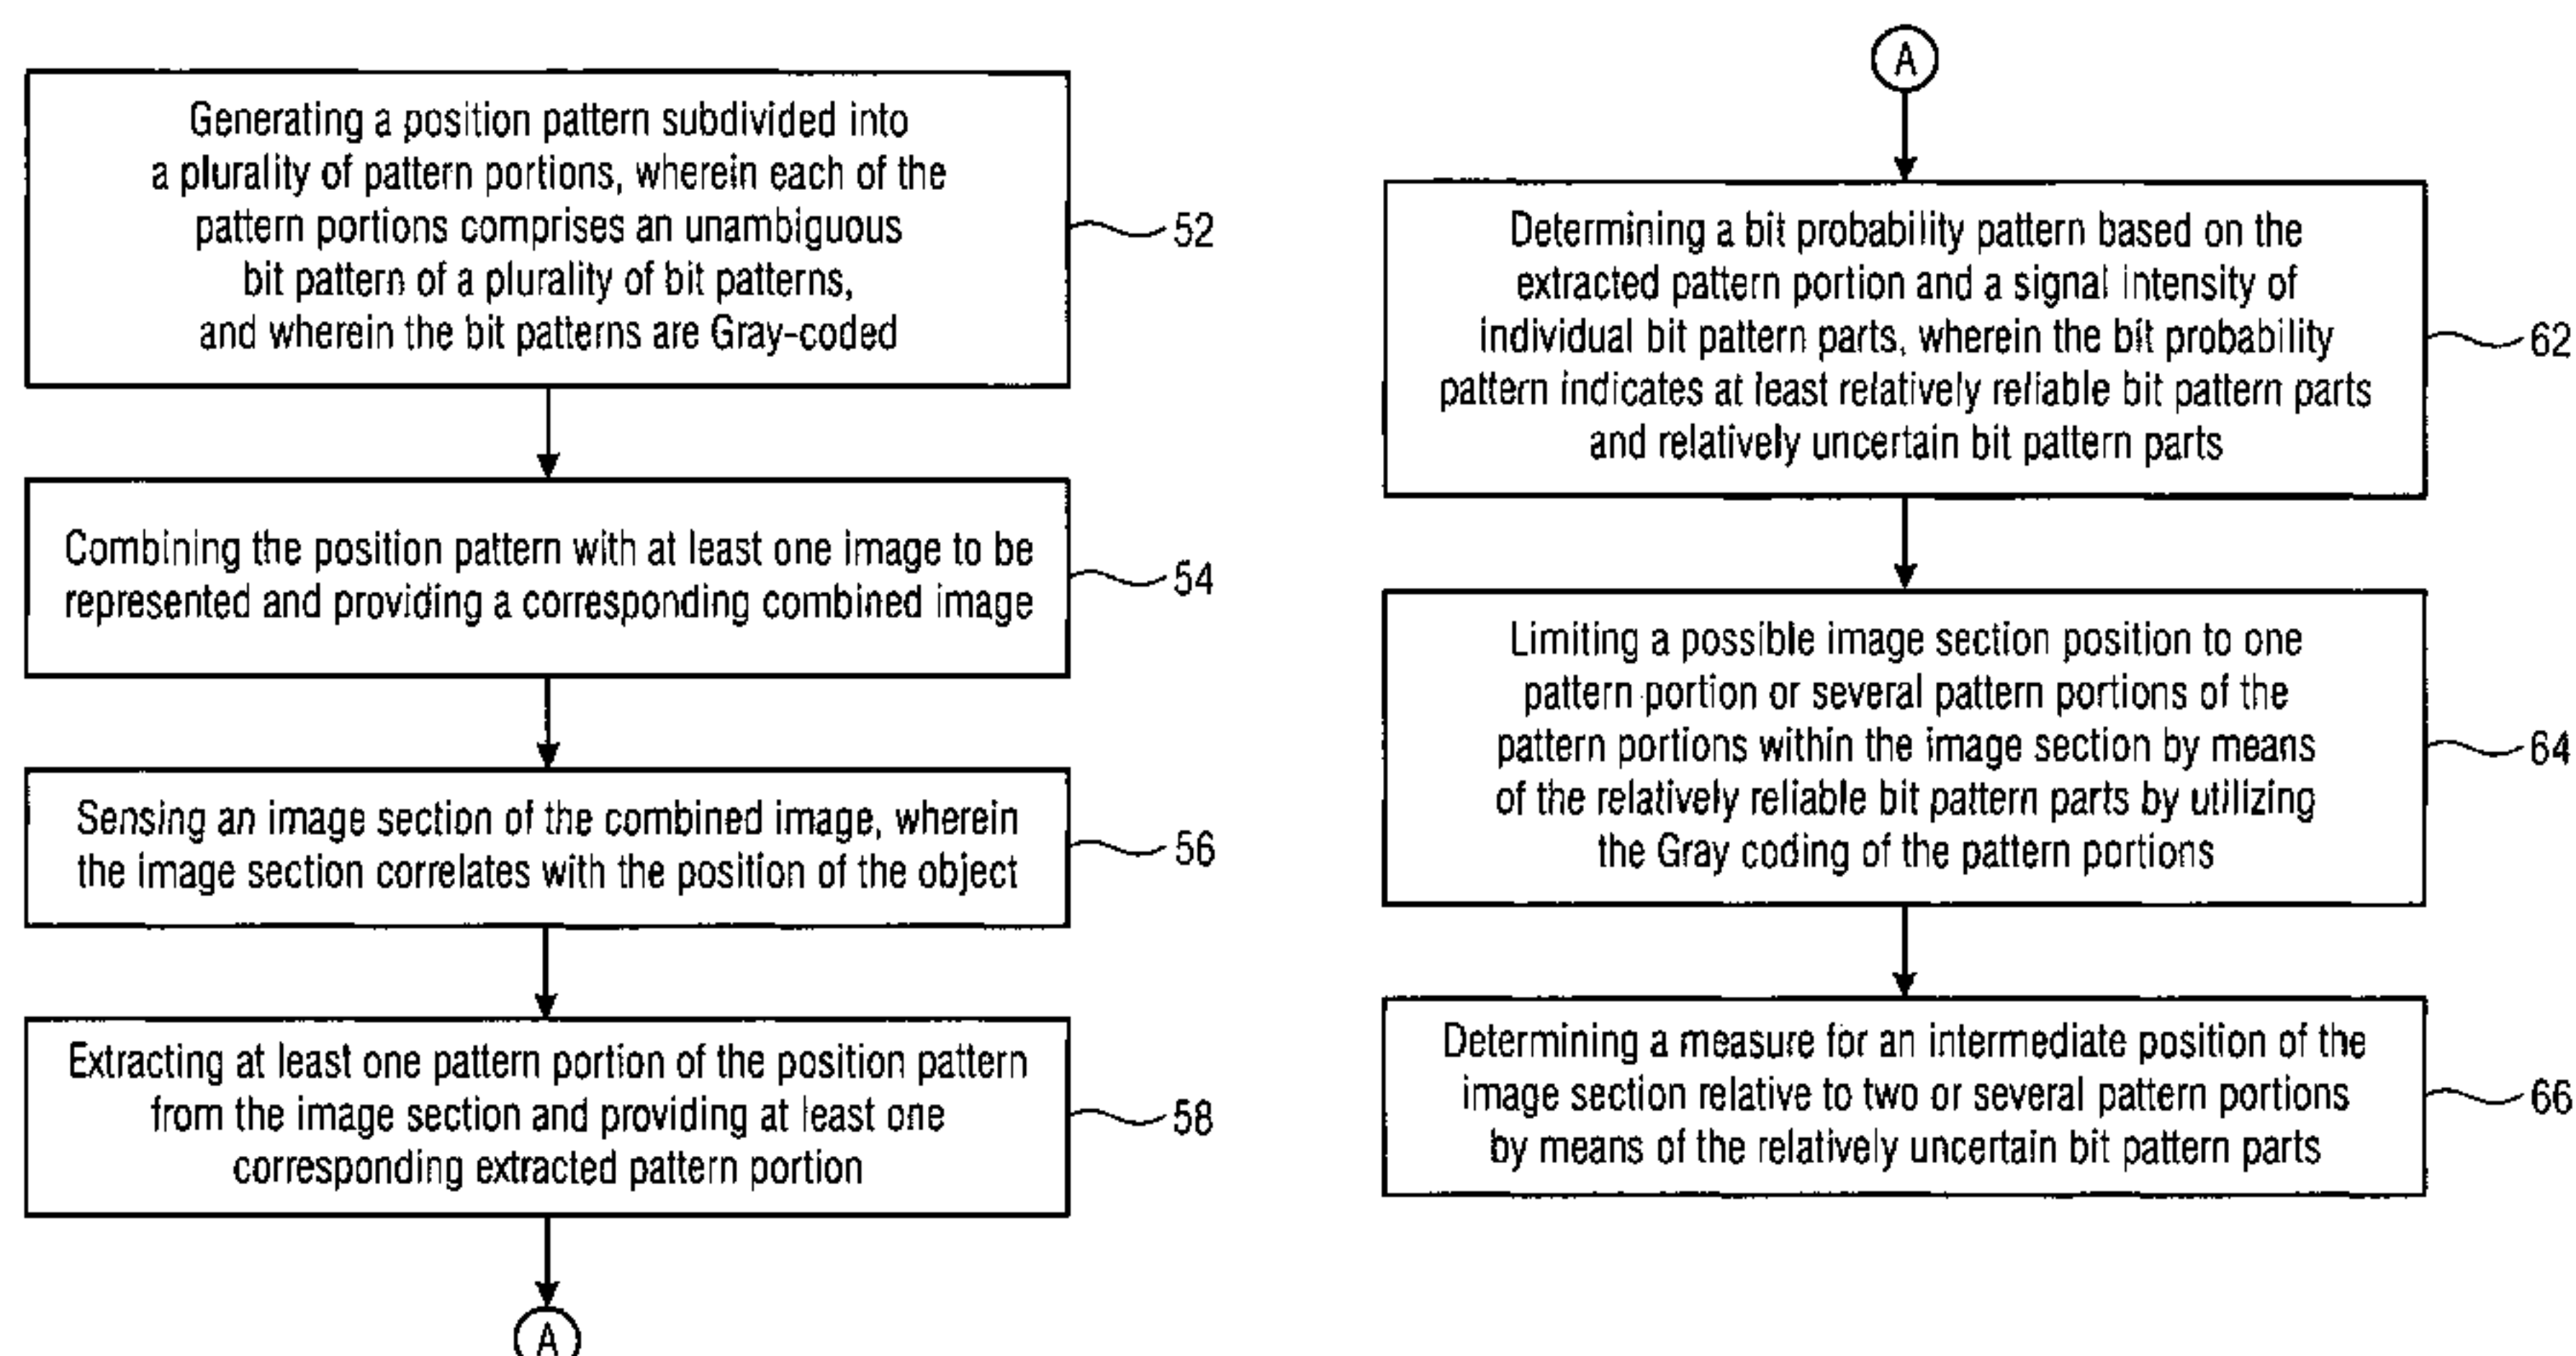 Generating a position pattern subdivided into
a plurality of pattern portions, wherein each of the
pattern portions comprises an unambiguous
bit pattern of a plurality of bit patterns,
and wherein the bit patterns are Gray-coded
52
Combining the position pattern with at least one image to be
represented and providing a corresponding combined image
54
Sensing an image section of the combined image, wherein
the image section correlates with the position of the object
56
Extracting at least one pattern portion of the position pattern
from the image section and providing at least one
corresponding extracted pattern portion
58
A
A
Determining a bit probability pattern based on the
extracted pattern portion and a signal intensity of
individual bit pattern parts, wherein the bit probability
pattern indicates at least relatively reliable bit pattern parts
and relatively uncertain bit pattern parts
62
Limiting a possible image section position to one
pattern portion or several pattern portions of the
pattern portions within the image section by means
of the relatively reliable bit pattern parts by utilizing
the Gray coding of the pattern portions
64
Determining a measure for an intermediate position of the
image section relative to two or several pattern portions
by means of the relatively uncertain bit pattern parts
66